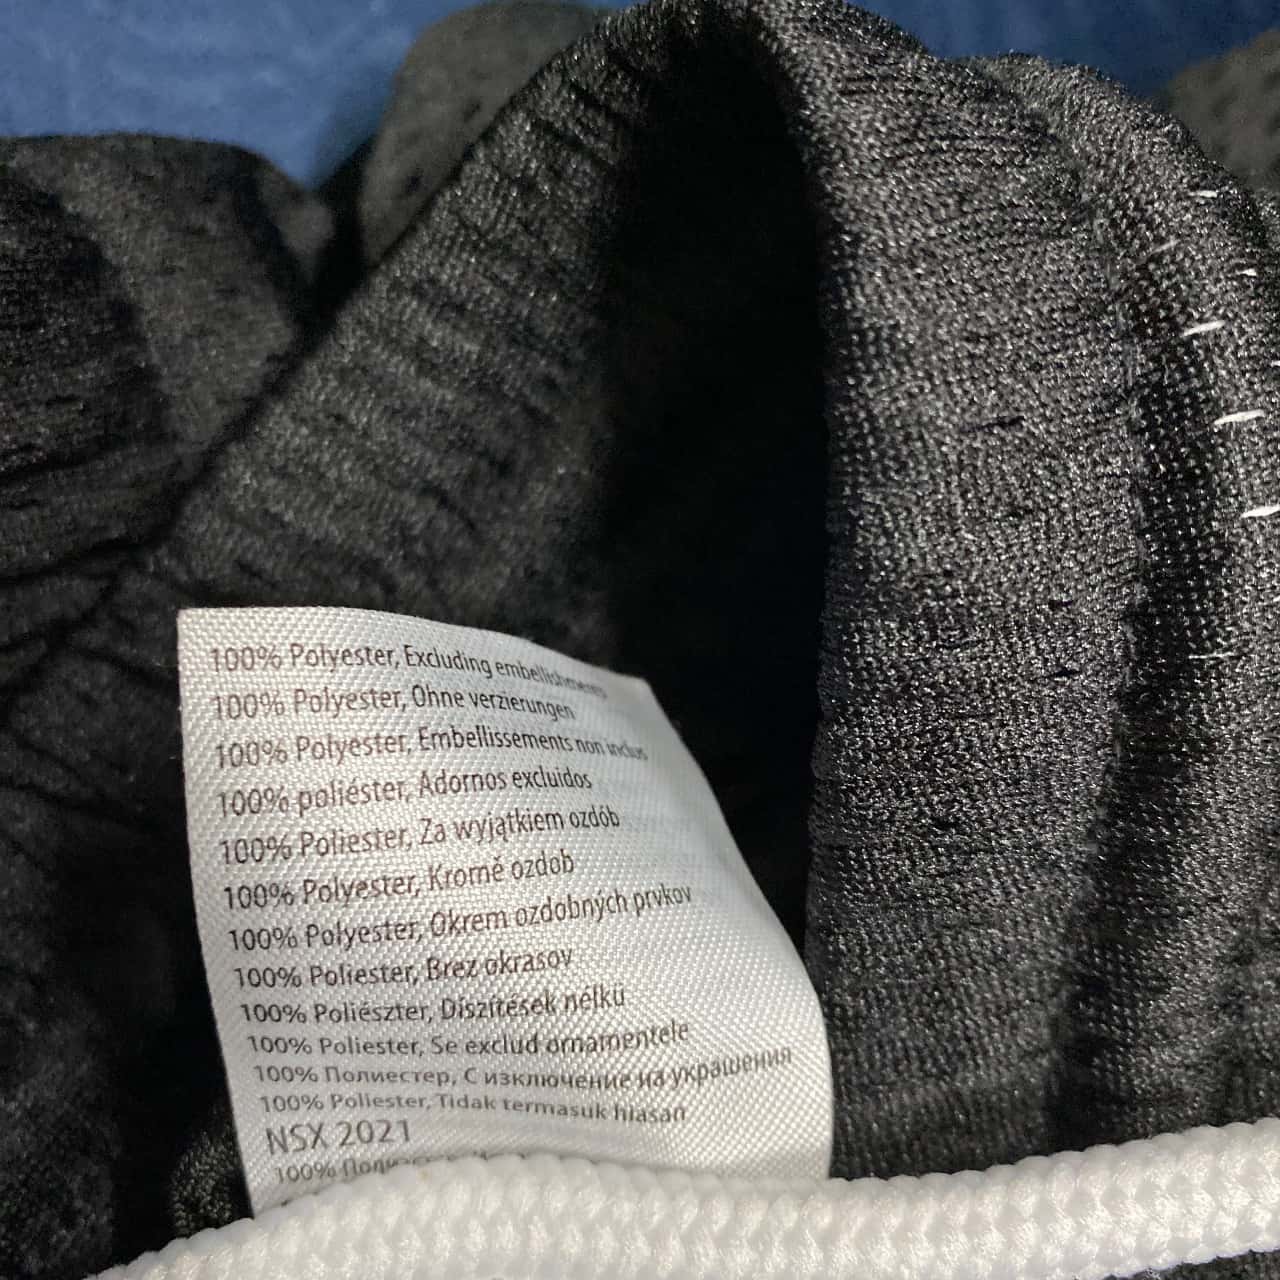 100% Polyester, Excluding embellishments
100% Polyester, Ohne verzierungen
100% Polyester, Embellissements non inclus
100% poliéster, Adornos excluidos
100% Poliester, Za wyjątkiem ozdób
100% Polyester, Kromě ozdob
100% Polyester, Okrem ozdobných prvkov
100% Poliester, Brez okrasov
100% Poliészter, Díszítések nélkü
100% Poliester, Se exclud ornamentele
100% Полиестер, С изключение на украшения
100% Poliester, Tidak termasuk hiasan
NSX 2021
100%